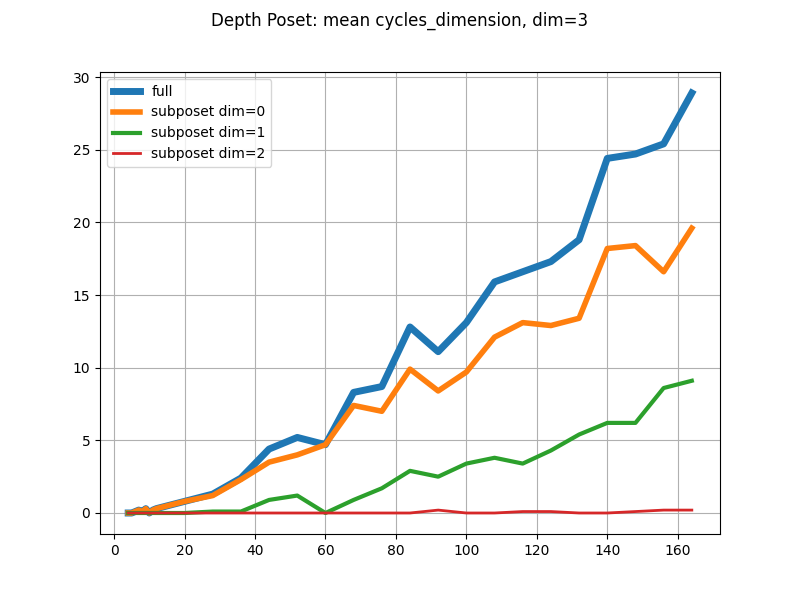 Depth Poset: mean cycles_dimension, dim=3
30
25
20
15
10
5
0
full
subposet dim=0
subposet dim=1
subposet dim=2
0 20 40 60 80 100 120 140 160